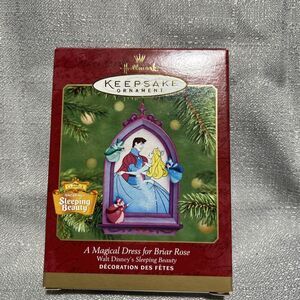 Hallmark
KEEPSAKE
ORNAMENT
Sleeping
Beauty
A Magical Dress for Briar Rose
Walt Disney's Sleeping Beauty
DÉCORATION DES FÊTES